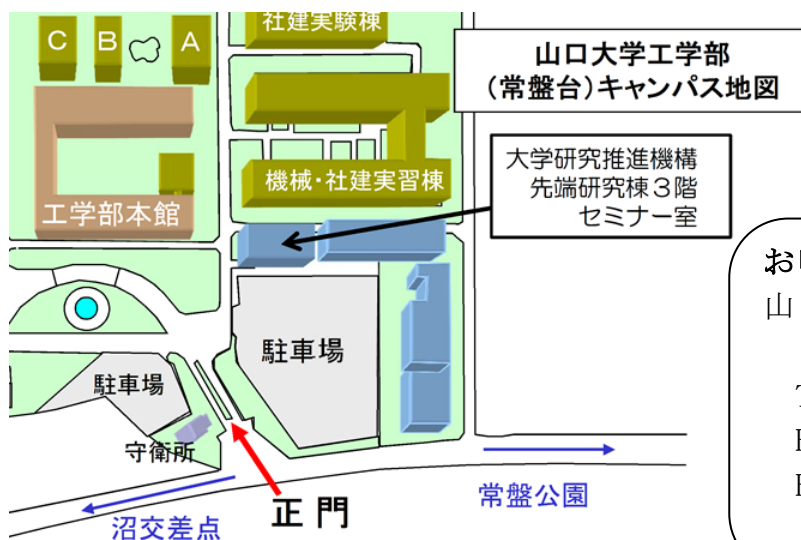 社建実験棟
C
B
A
山口大学工学部
（常盤台）キャンパス地図
大学研究推進機構
先端研究棟３階
セミナー室
機械・社建実習棟
工学部本館
お
山
駐車場
駐車場
守衛所
正門
常盤公園
沼交差点